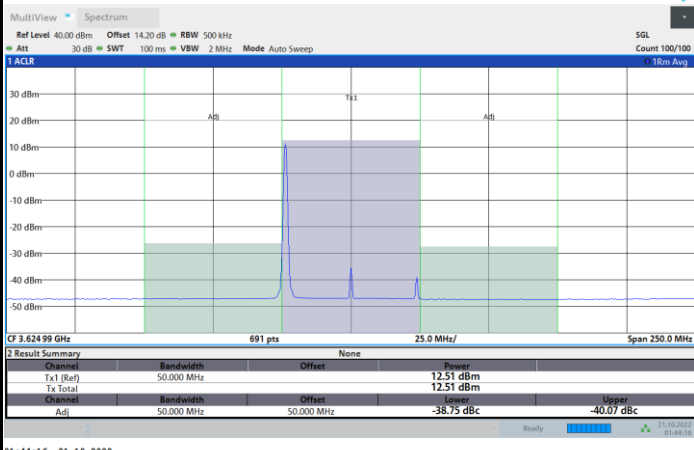 MultiView Spectrum
Ref Level 40.00 dBm Offset 14.20 dB RBW 500 kHz SGL
Att 30 dB SWT 100 ms VBW 2 MHz Mode Auto Sweep Count 100/100
1 ACLR 1Rm Avg
30 dBm
Tx1
20 dBm Adj Adj
10 dBm
0 dBm
-10 dBm
-20 dBm
-30 dBm
-40 dBm
-50 dBm
CF 3.624 99 GHz 691 pts 25.0 MHz/ Span 250.0 MHz
2 Result Summary None
Channel Bandwidth Offset Power
Tx1 (Ref) 50.000 MHz 12.51 dBm
Tx Total 12.51 dBm
Channel Bandwidth Offset Lower Upper
Adj 50.000 MHz 50.000 MHz -38.75 dBc -40.07 dBc
Ready 21.10.2022
01:44:16